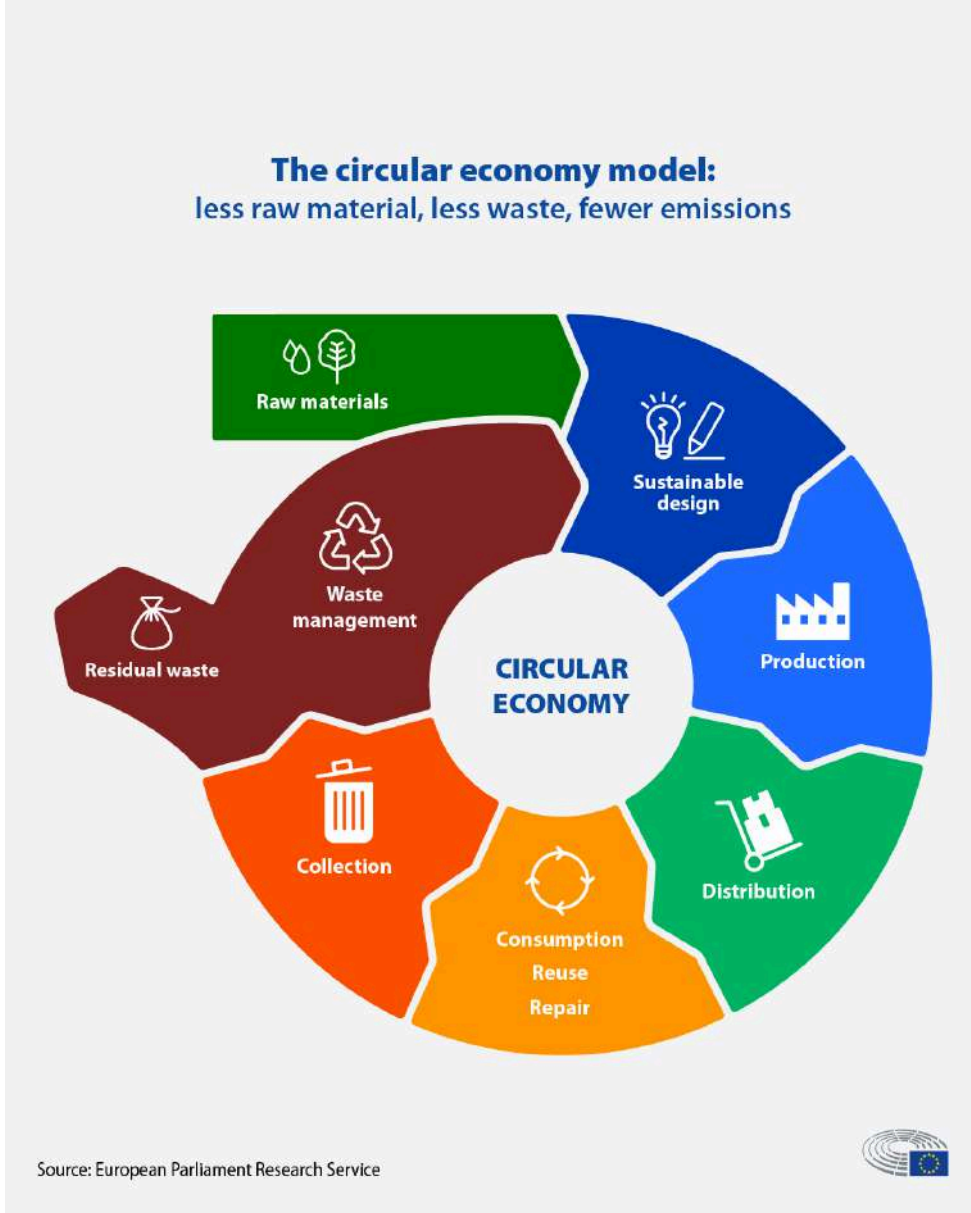 The circular economy model:
less raw material, less waste, fewer emissions
Raw materials
Sustainable
design
Production
Distribution
Consumption
Reuse
Repair
Collection
Waste
management
Residual waste
CIRCULAR
ECONOMY
Source: European Parliament Research Service